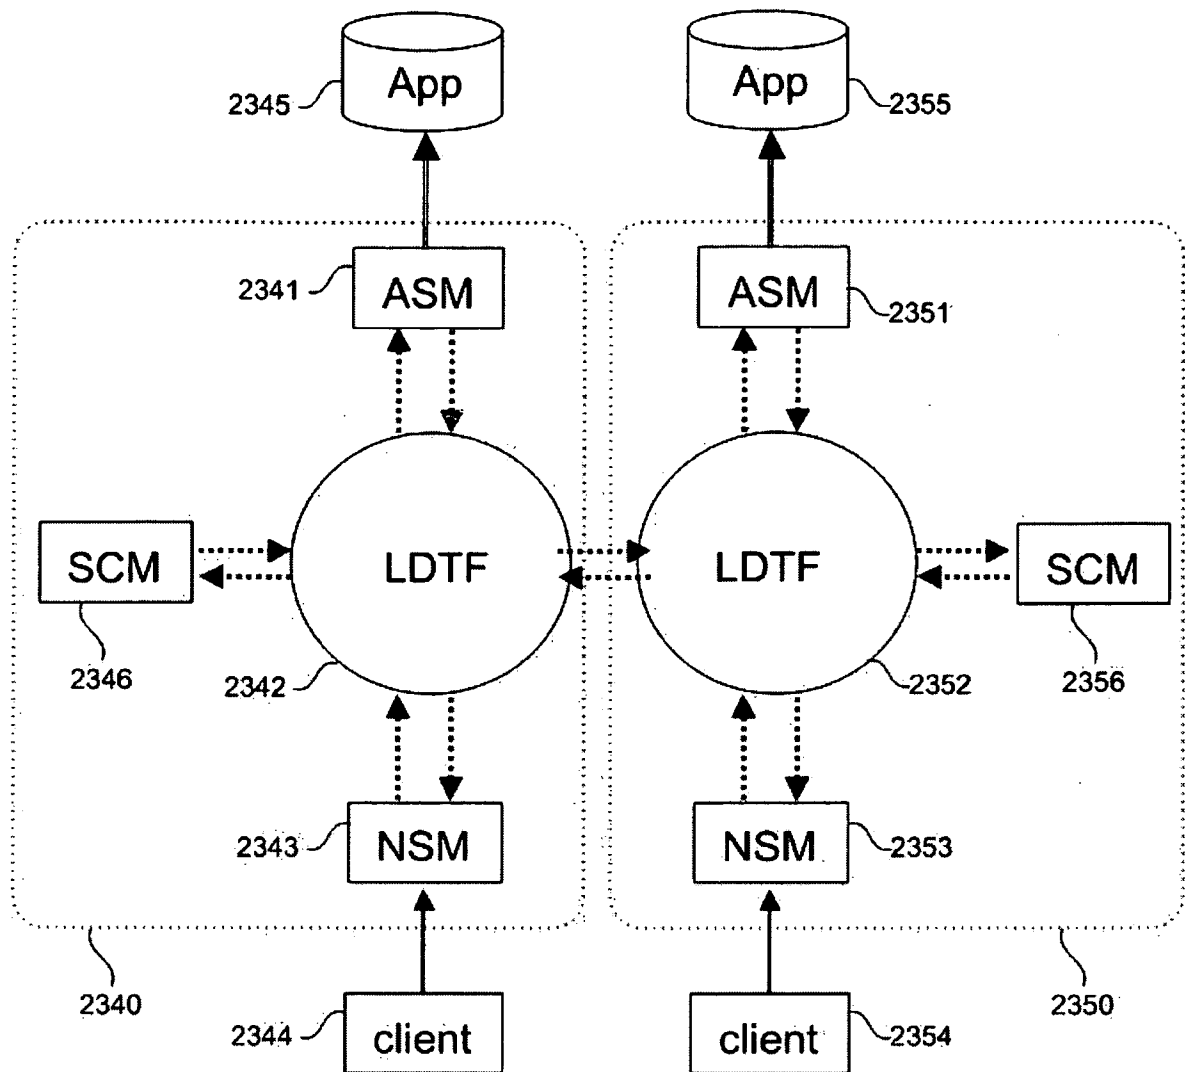 App
App
2345
2355
ASM
ASM
2341
2351
SCM
LDTF
LDTF
SCM
2346
2342
2352
2356
NSM
NSM
2343
2353
2340
2350
client
client
2344
2354